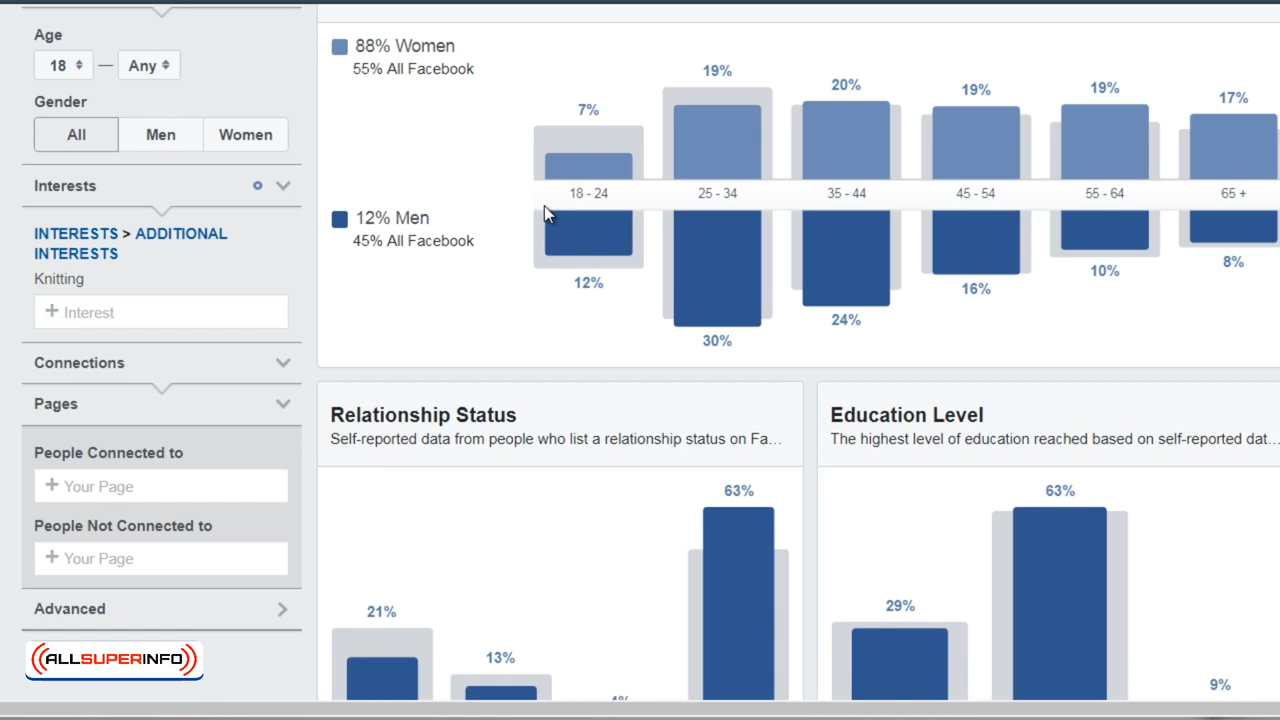 Age
18 — Any
Gender
All Men Women
Interests
INTERESTS > ADDITIONAL
INTERESTS
Knitting
+ Interest
Connections
Pages
People Connected to
+ Your Page
People Not Connected to
+ Your Page
Advanced
ALLSUPERINFO
88% Women
55% All Facebook
7% 19% 20% 19% 19% 17%
18 - 24 25 - 34 35 - 44 45 - 54 55 - 64 65 +
12% Men
45% All Facebook
12% 30% 24% 16% 10% 8%
Relationship Status
Self-reported data from people who list a relationship status on Fa...
21% 13% 4% 63%
Education Level
The highest level of education reached based on self-reported dat...
29% 63% 9%